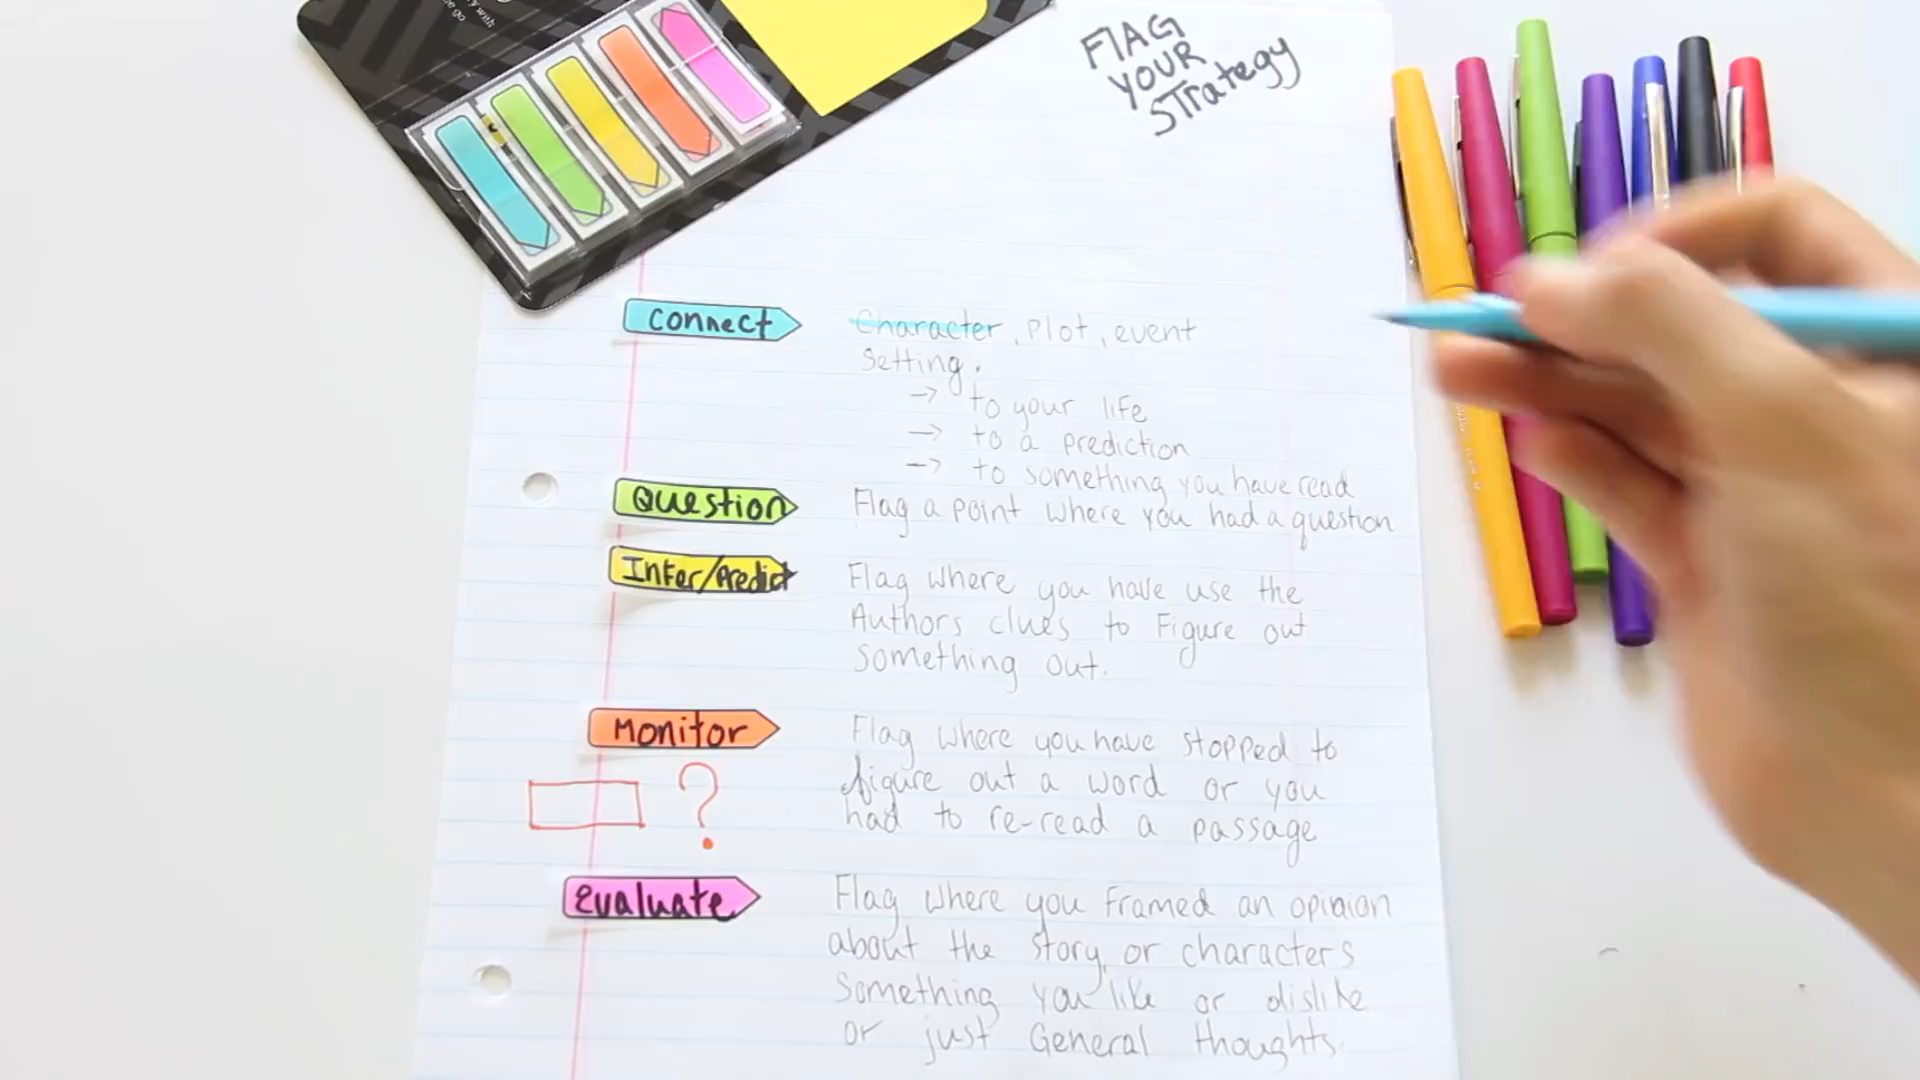 y with
e go
FlAG
YOUR
STrategy
Connect
Character, Plot, event
Setting.
→ to your life
→ to a prediction
→ to something you have read
Question
Flag a point where you had a question
Infer/Predict
Flag where you have use the
Authors clues to Figure out
Something out.
Monitor
Flag where you have stopped to
figure out a word or you
had to re-read a passage
?
Evaluate
Flag where you Framed an opinion
about the story, or characters
Something you like or dislike
or just General thoughts.